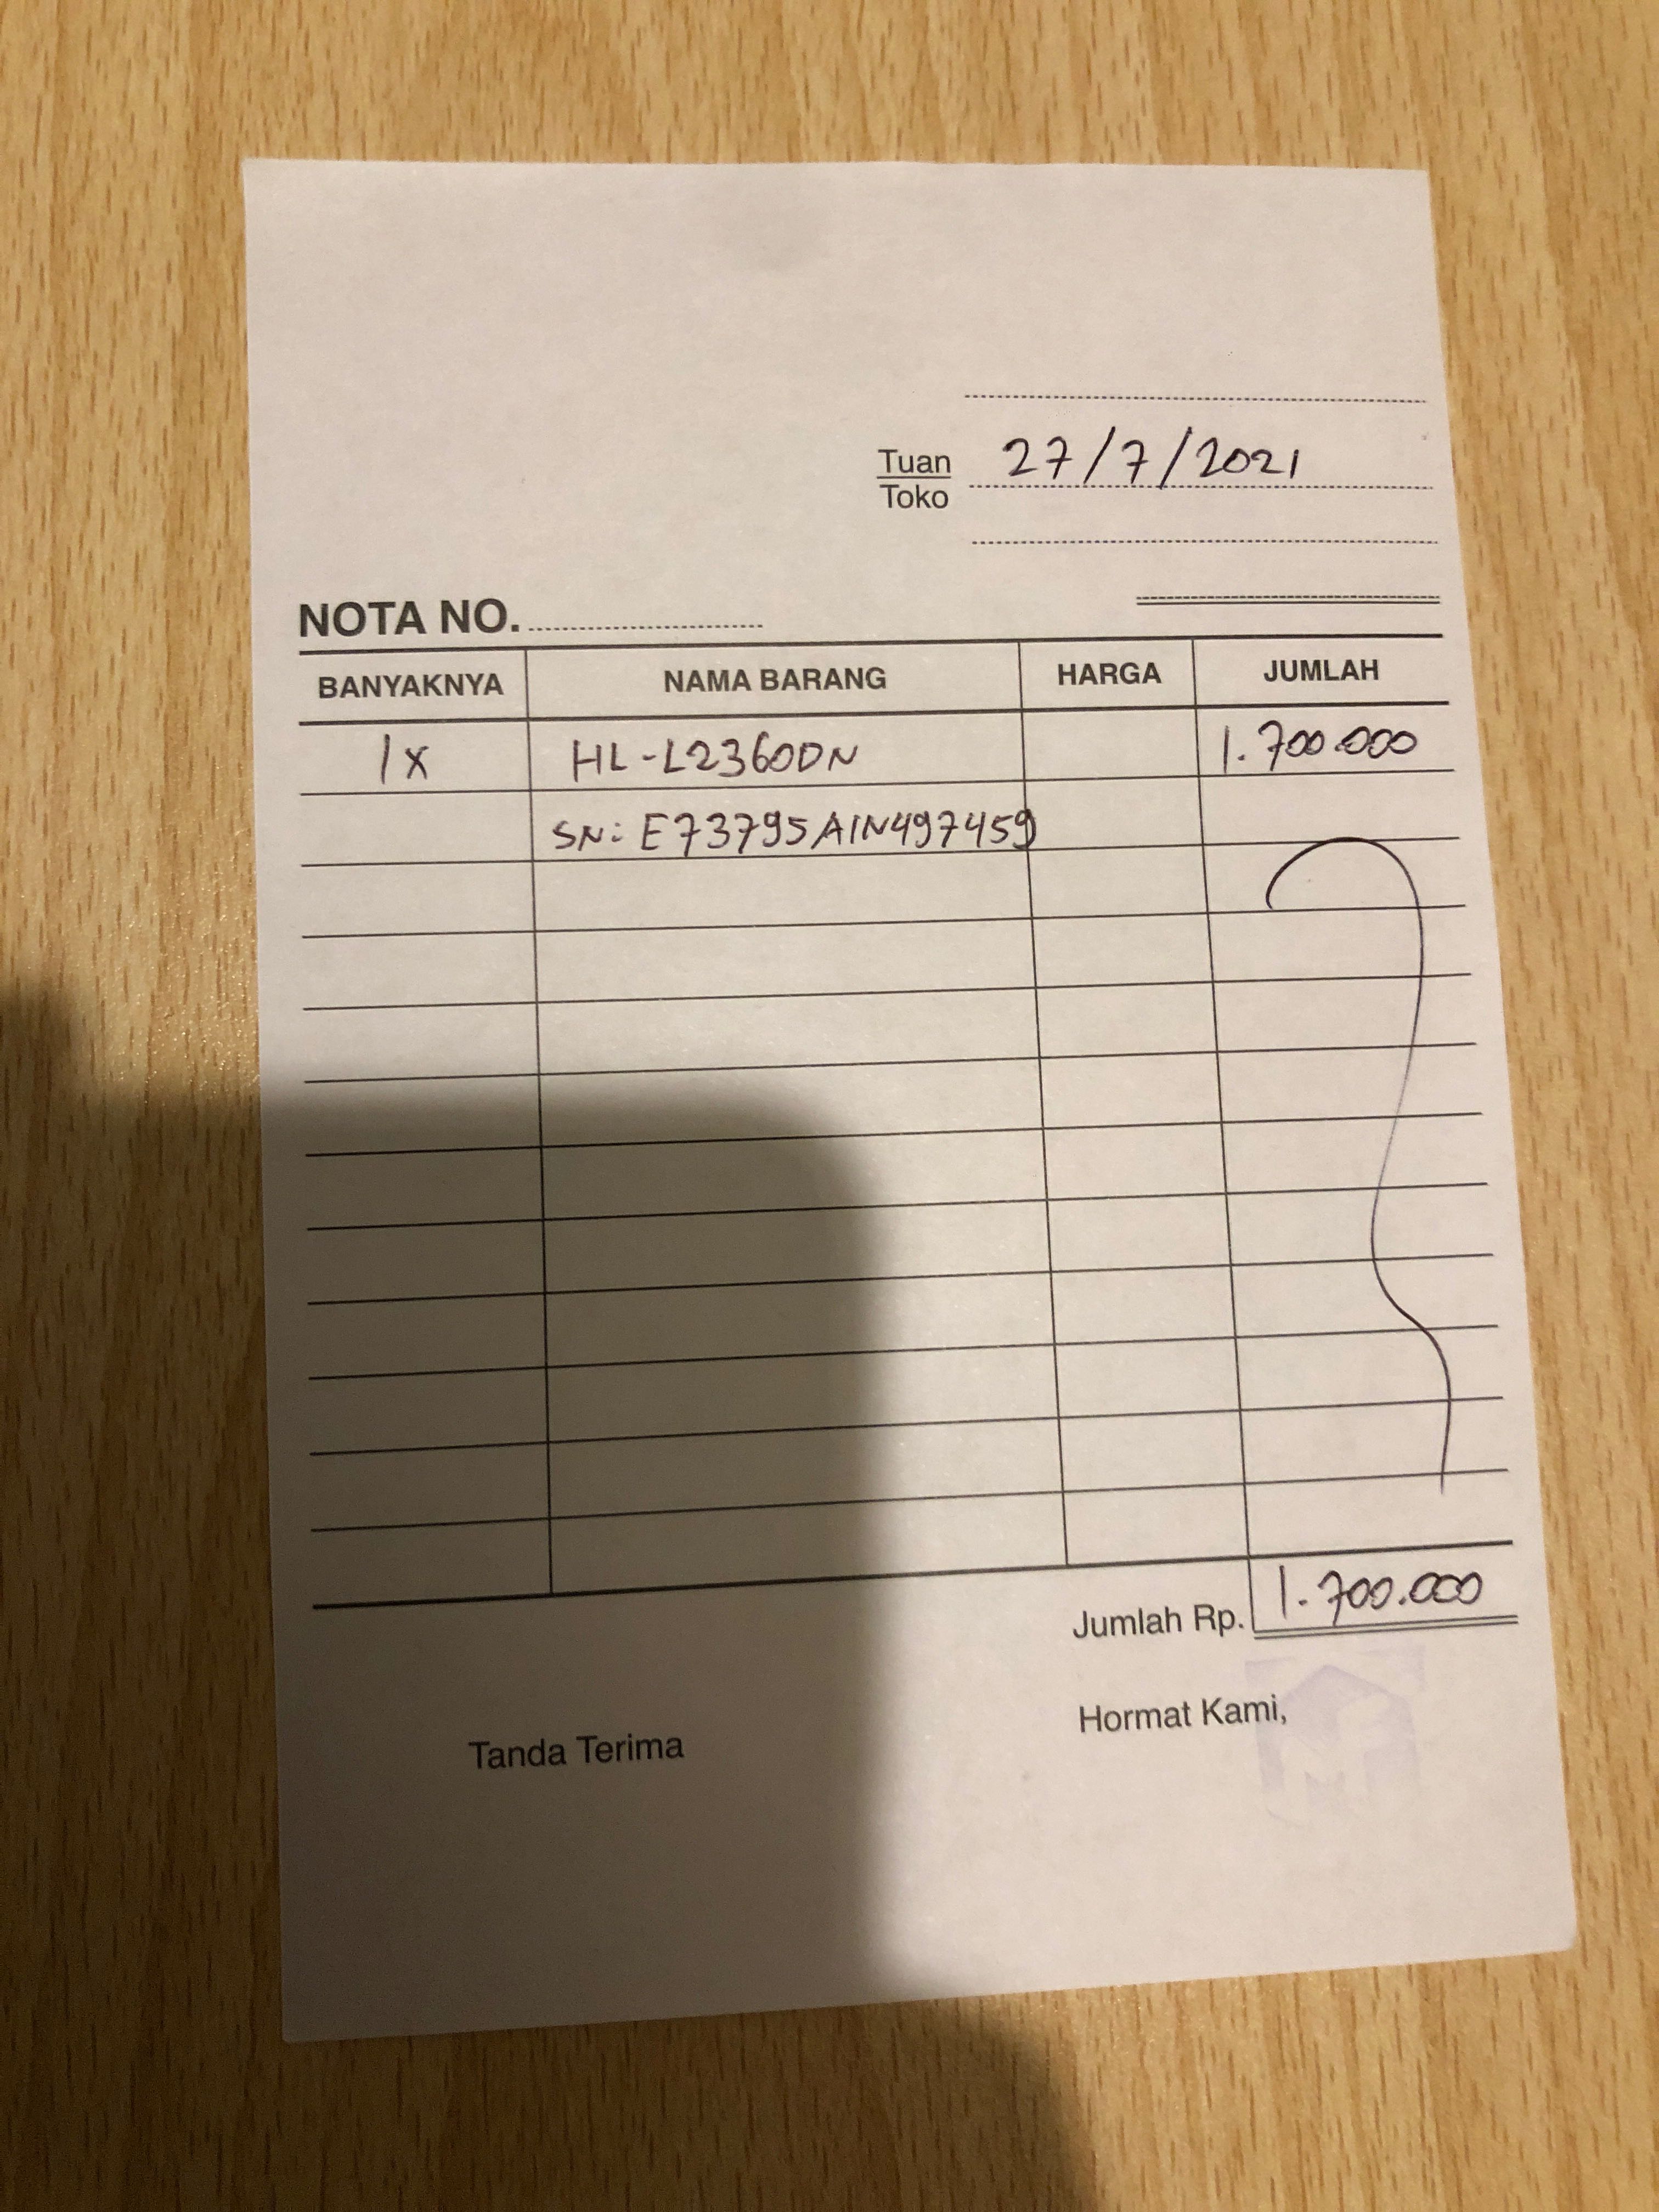 27/7/2021
Tuan
Toko
NOTA NO.
BANYAKNYA NAMA BARANG HARGA JUMLAH
1x HL-L2360DN 1.700.000
SN: E73795A1N497459
Jumlah Rp. 1.700.000
Tanda Terima Hormat Kami,